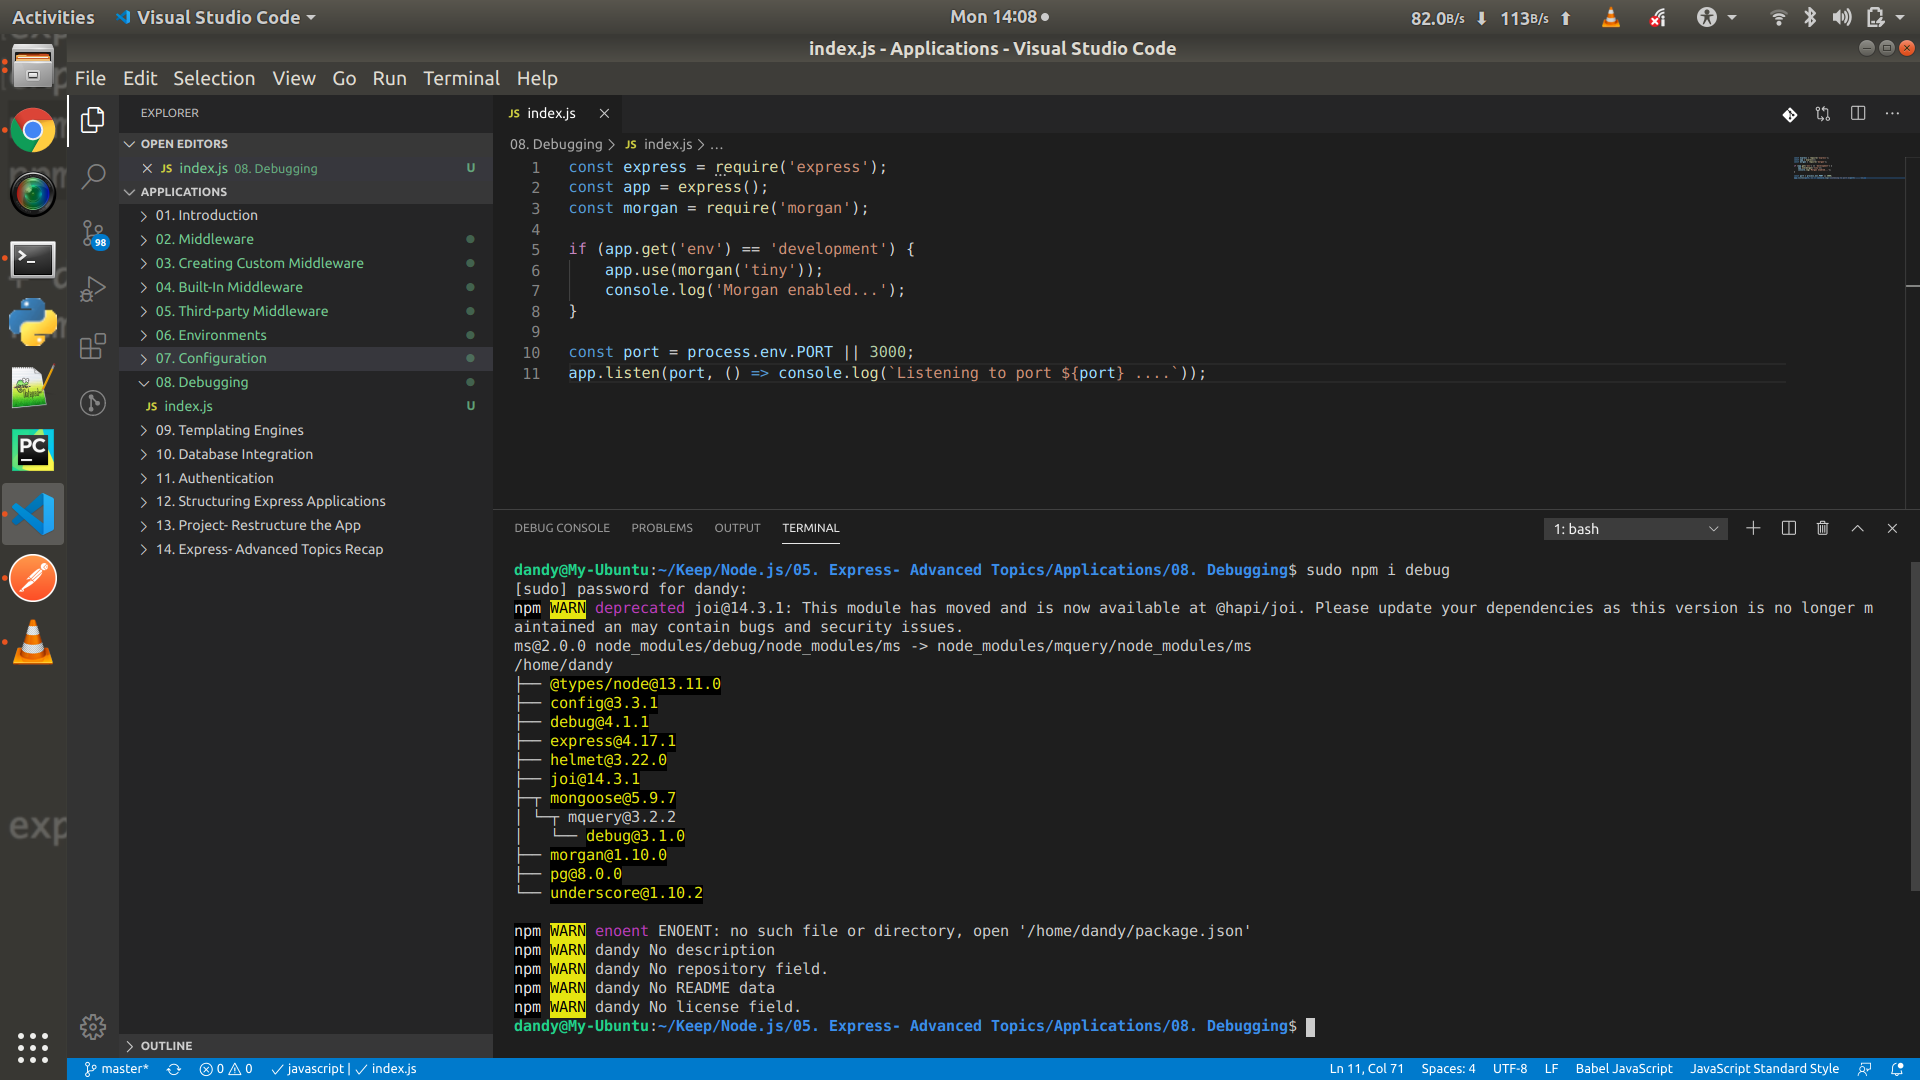 Activities
Visual Studio Code
Mon 14:08
82.0B/s
113B/s
index.js - Applications - Visual Studio Code
File Edit Selection View Go Run Terminal Help
EXPLORER
OPEN EDITORS
JS index.js 08. Debugging U
APPLICATIONS
01. Introduction
02. Middleware
03. Creating Custom Middleware
04. Built-In Middleware
05. Third-party Middleware
06. Environments
07. Configuration
08. Debugging
JS index.js U
09. Templating Engines
10. Database Integration
11. Authentication
12. Structuring Express Applications
13. Project- Restructure the App
14. Express- Advanced Topics Recap
OUTLINE
98
PC
exp
JS index.js
08. Debugging > JS index.js > ...
1 const express = require('express');
2 const app = express();
3 const morgan = require('morgan');
4
5 if (app.get('env') == 'development') {
6 app.use(morgan('tiny'));
7 console.log('Morgan enabled...');
8 }
9
10 const port = process.env.PORT || 3000;
11 app.listen(port, () => console.log(`Listening to port ${port} ....`));
DEBUG CONSOLE PROBLEMS OUTPUT TERMINAL
1: bash
dandy@My-Ubuntu:~/Keep/Node.js/05. Express- Advanced Topics/Applications/08. Debugging$ sudo npm i debug
[sudo] password for dandy:
npm WARN deprecated joi@14.3.1: This module has moved and is now available at @hapi/joi. Please update your dependencies as this version is no longer m
aintained an may contain bugs and security issues.
ms@2.0.0 node_modules/debug/node_modules/ms -> node_modules/mquery/node_modules/ms
/home/dandy
├── @types/node@13.11.0
├── config@3.3.1
├── debug@4.1.1
├── express@4.17.1
├── helmet@3.22.0
├── joi@14.3.1
├─┬ mongoose@5.9.7
│ └─┬ mquery@3.2.2
│   └── debug@3.1.0
├── morgan@1.10.0
├── pg@8.0.0
└── underscore@1.10.2
npm WARN enoent ENOENT: no such file or directory, open '/home/dandy/package.json'
npm WARN dandy No description
npm WARN dandy No repository field.
npm WARN dandy No README data
npm WARN dandy No license field.
dandy@My-Ubuntu:~/Keep/Node.js/05. Express- Advanced Topics/Applications/08. Debugging$
master* 0 0 javascript | index.js
Ln 11, Col 71 Spaces: 4 UTF-8 LF Babel JavaScript JavaScript Standard Style